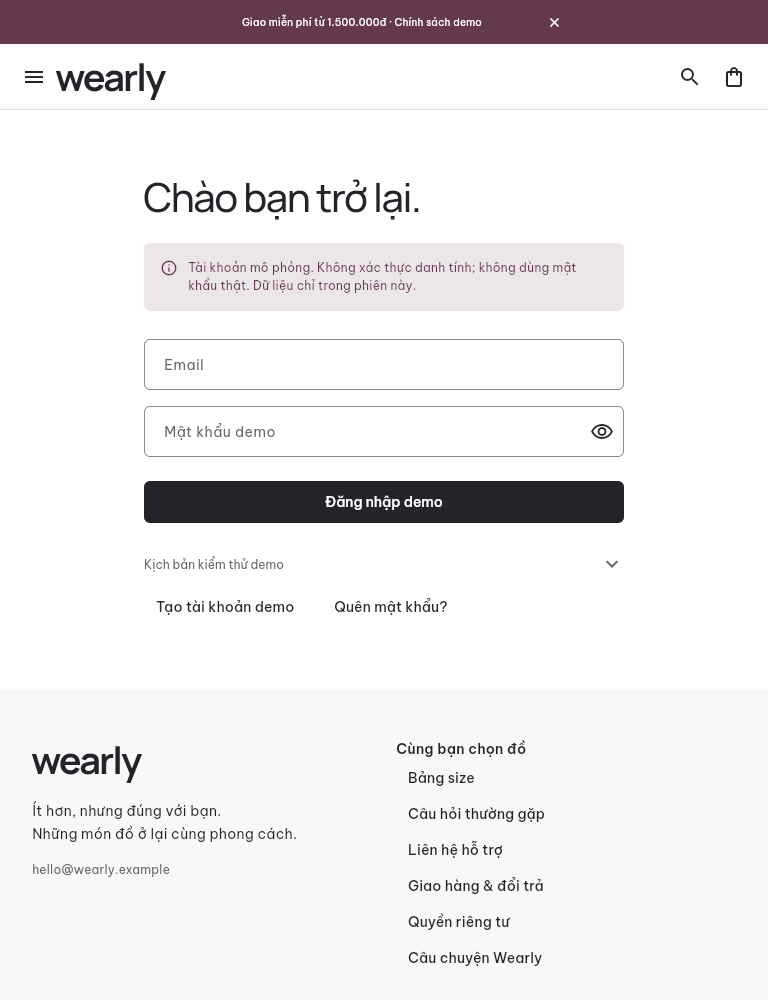 Giao miễn phí từ 1.500.000đ · Chính sách demo
wearly
Chào bạn trở lại.
Tài khoản mô phỏng. Không xác thực danh tính; không dùng mật
khẩu thật. Dữ liệu chỉ trong phiên này.
Email
Mật khẩu demo
Đăng nhập demo
Kịch bản kiểm thử demo
Tạo tài khoản demo
Quên mật khẩu?
wearly
Ít hơn, nhưng đúng với bạn.
Những món đồ ở lại cùng phong cách.
hello@wearly.example
Cùng bạn chọn đồ
Bảng size
Câu hỏi thường gặp
Liên hệ hỗ trợ
Giao hàng & đổi trả
Quyền riêng tư
Câu chuyện Wearly